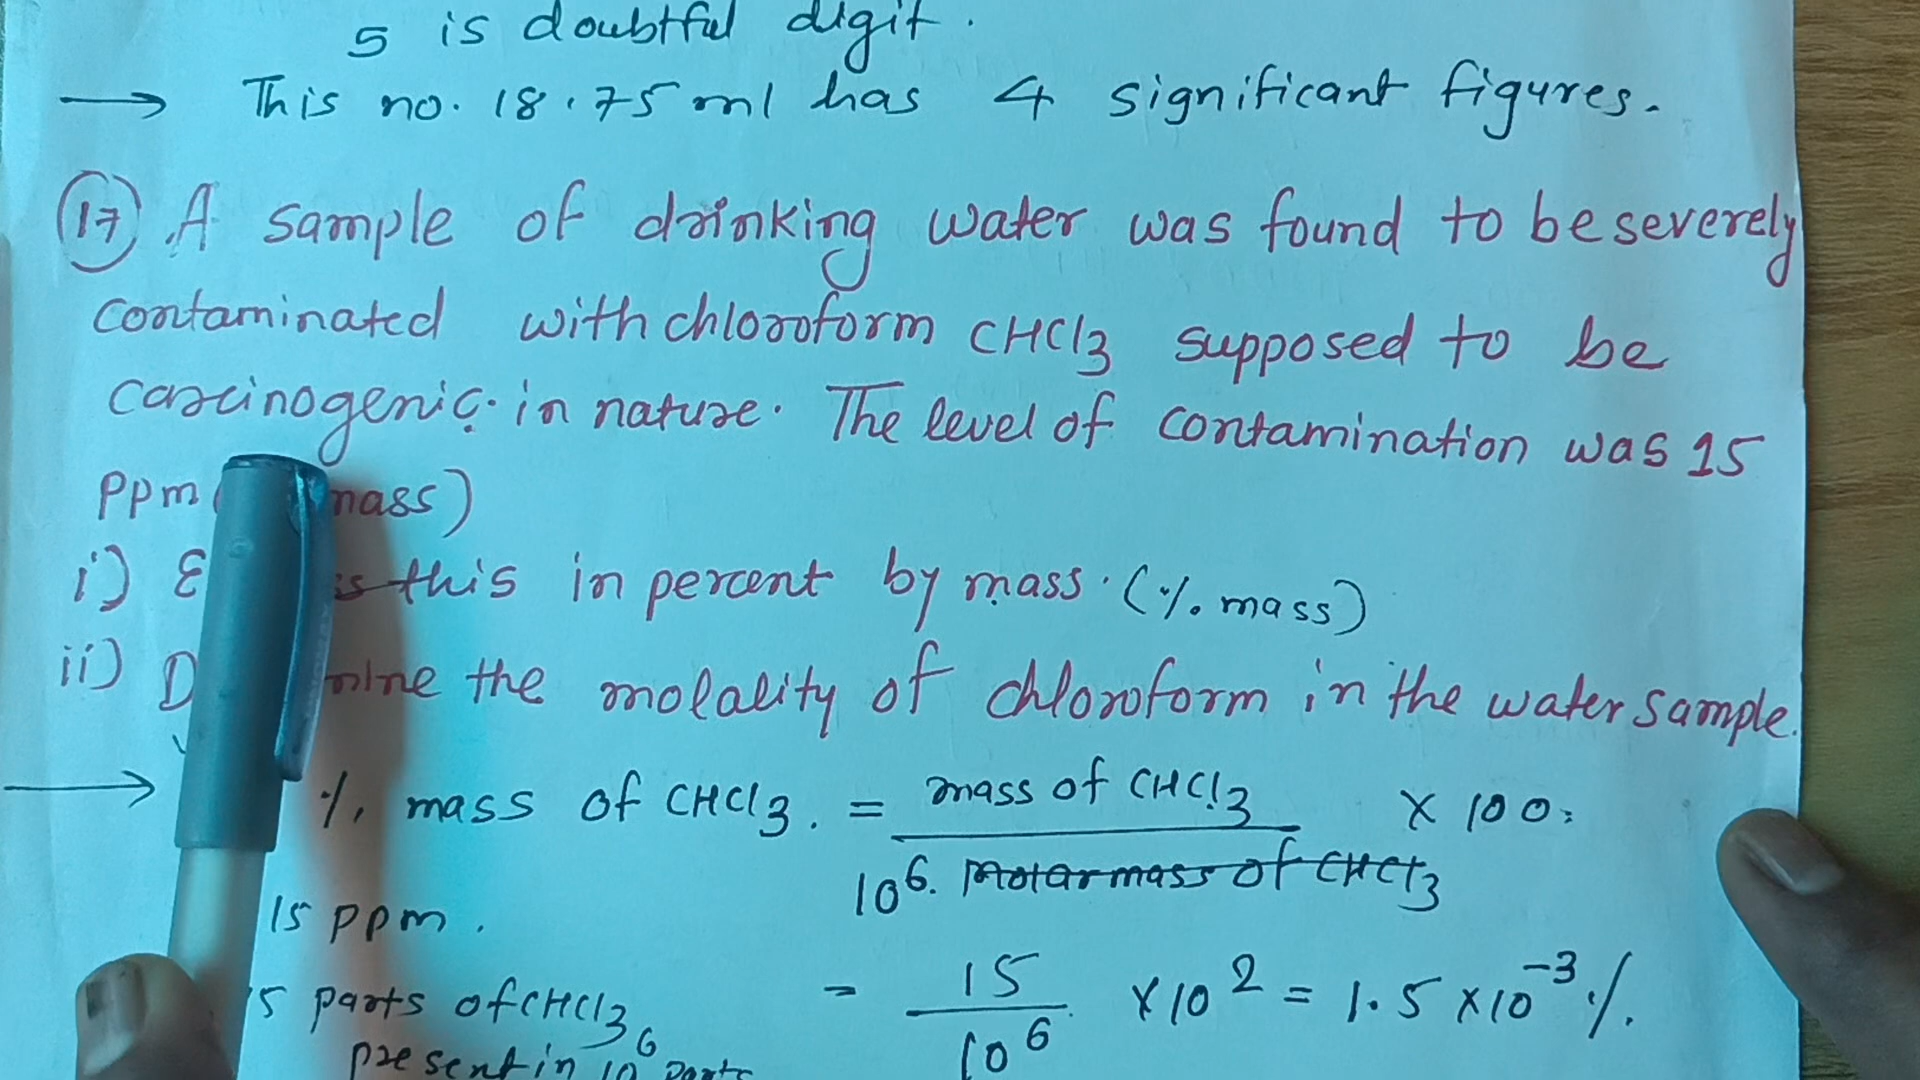 5 is doubtful digit.
→ This no. 18.75 ml has 4 significant figures.
(17) A sample of drinking water was found to be severely
contaminated with chloroform CHCl3 supposed to be
carcinogenic. in nature. The level of contamination was 15
ppm ( mass)
i) E ss this in percent by mass. (% mass)
ii) D mine the molality of chloroform in the water sample.
→ % mass of CHCl3. = mass of CHCl3 / 10^6. Molar mass of CHCl3 × 100.
15 ppm.
= 15 / 10^6 × 10^2 = 1.5 × 10^-3 %.
5 parts of CHCl3
present in 10^6 parts